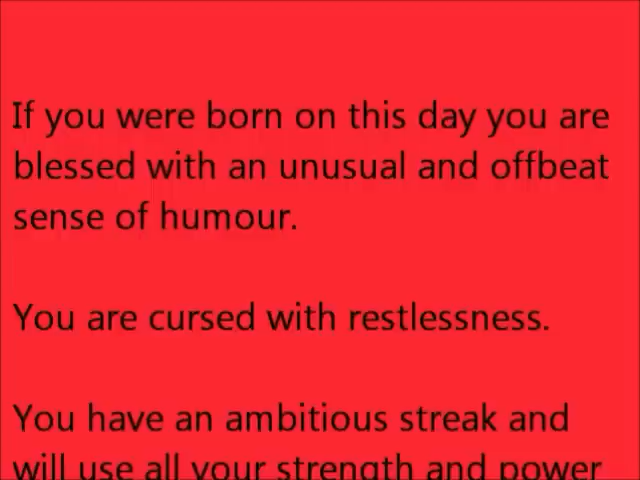 If you were born on this day you are
blessed with an unusual and offbeat
sense of humour.
You are cursed with restlessness.
You have an ambitious streak and
will use all your strength and power